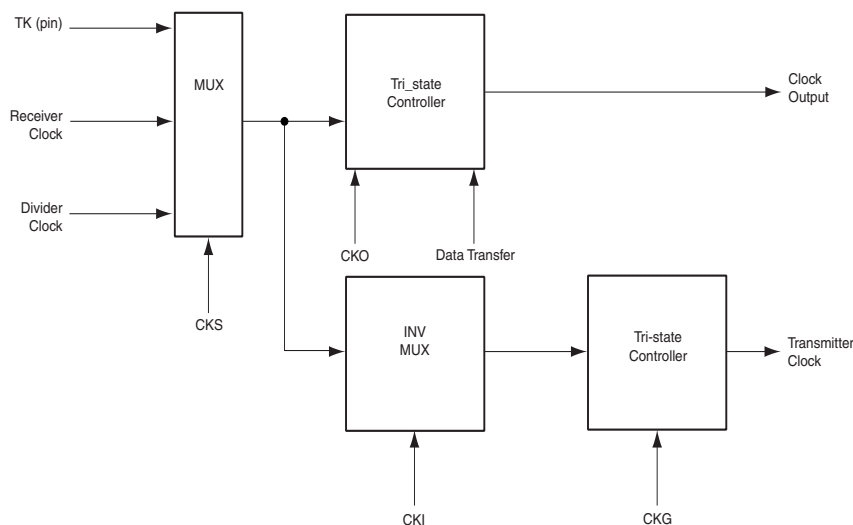 TK (pin)
MUX
Tri_state
Controller
Clock
Output
Receiver
Clock
Divider
Clock
CKO
Data Transfer
CKS
INV
MUX
Tri-state
Controller
Transmitter
Clock
CKI
CKG